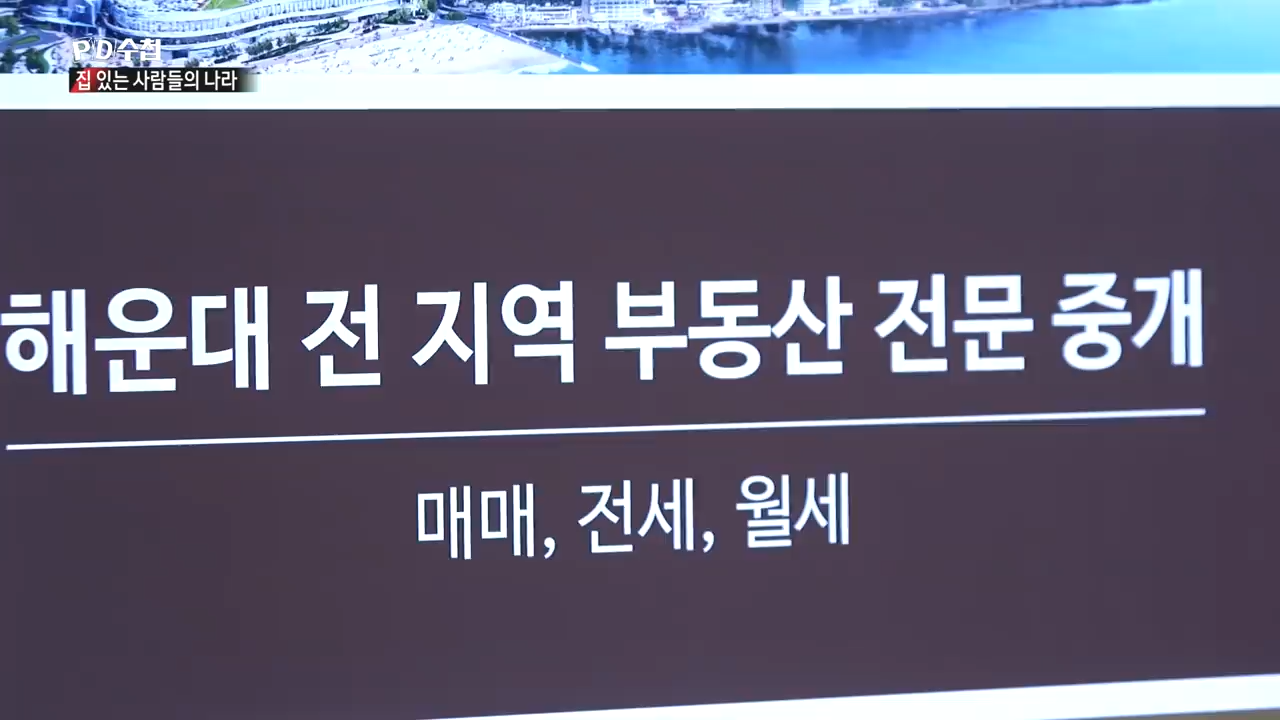 PD수첩
집 있는 사람들의 나라
해운대 전 지역 부동산 전문 중개
매매, 전세, 월세